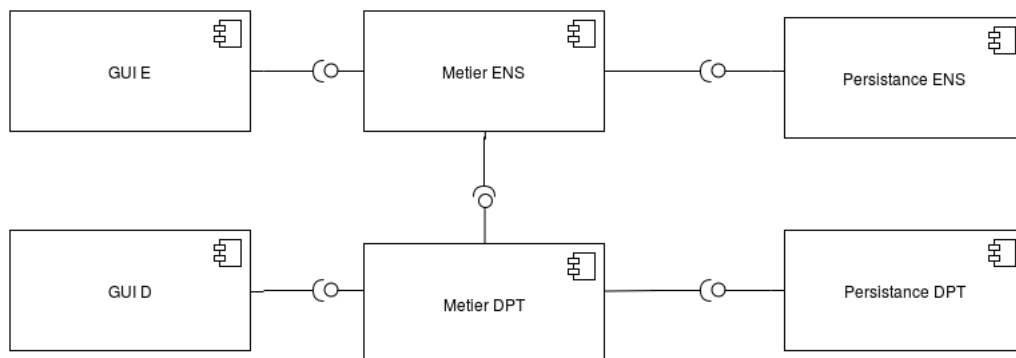 GUI E
Metier ENS
Persistance ENS
GUI D
Metier DPT
Persistance DPT